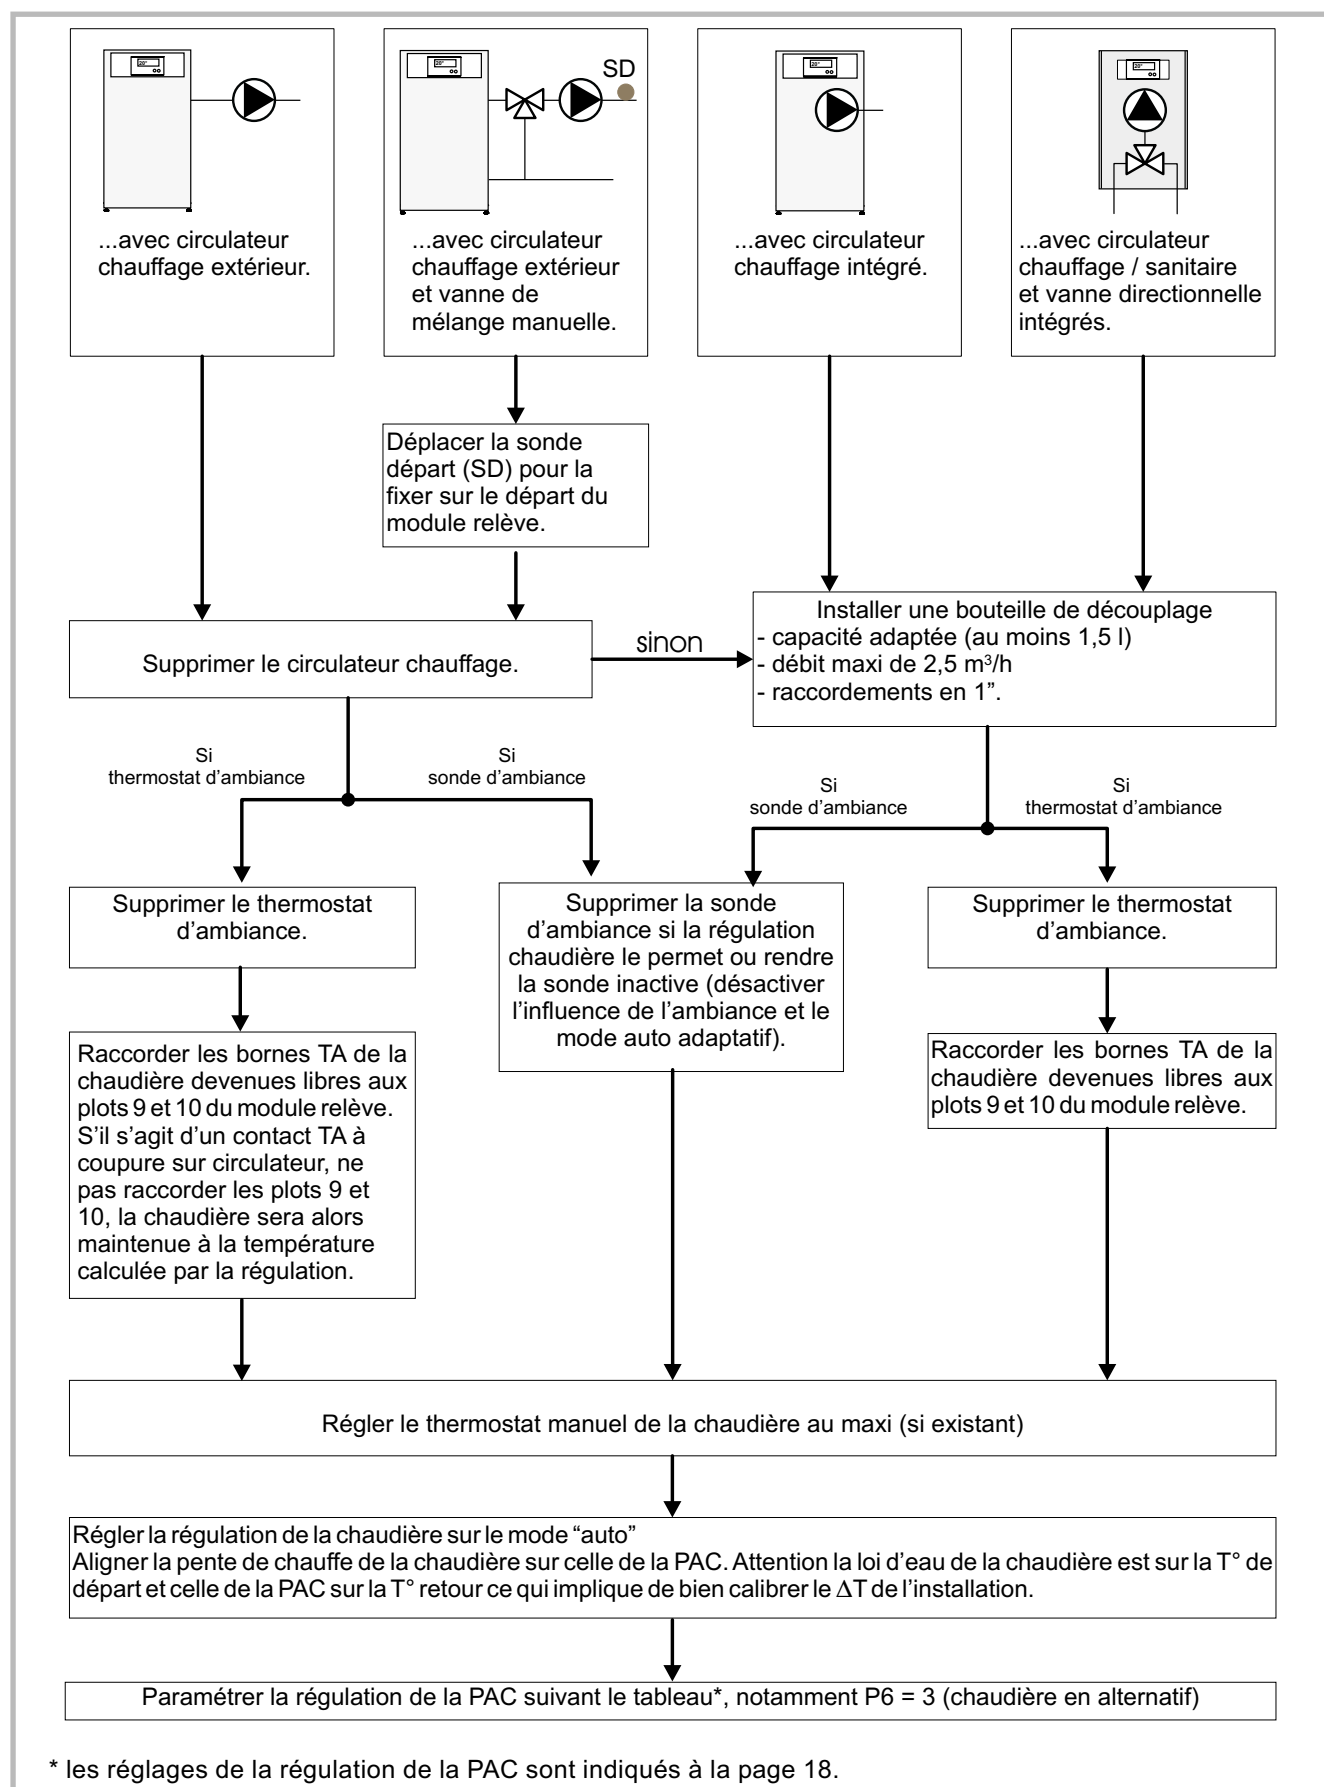 20°
20°
SD
20°
20°
...avec circulateur
chauffage extérieur.
...avec circulateur
chauffage extérieur
et vanne de
mélange manuelle.
...avec circulateur
chauffage intégré.
...avec circulateur
chauffage / sanitaire
et vanne directionnelle
intégrés.
Déplacer la sonde
départ (SD) pour la
fixer sur le départ du
module relève.
Supprimer le circulateur chauffage.
sinon
Installer une bouteille de découplage
- capacité adaptée (au moins 1,5 l)
- débit maxi de 2,5 m³/h
- raccordements en 1”.
Si
thermostat d’ambiance
Si
sonde d’ambiance
Si
sonde d’ambiance
Si
thermostat d’ambiance
Supprimer le thermostat
d’ambiance.
Supprimer la sonde
d’ambiance si la régulation
chaudière le permet ou rendre
la sonde inactive (désactiver
l’influence de l’ambiance et le
mode auto adaptatif).
Supprimer le thermostat
d’ambiance.
Raccorder les bornes TA de la
chaudière devenues libres aux
plots 9 et 10 du module relève.
S’il s’agit d’un contact TA à
coupure sur circulateur, ne
pas raccorder les plots 9 et
10, la chaudière sera alors
maintenue à la température
calculée par la régulation.
Raccorder les bornes TA de la
chaudière devenues libres aux
plots 9 et 10 du module relève.
Régler le thermostat manuel de la chaudière au maxi (si existant)
Régler la régulation de la chaudière sur le mode “auto”
Aligner la pente de chauffe de la chaudière sur celle de la PAC. Attention la loi d’eau de la chaudière est sur la T° de
départ et celle de la PAC sur la T° retour ce qui implique de bien calibrer le ΔT de l’installation.
Paramétrer la régulation de la PAC suivant le tableau*, notamment P6 = 3 (chaudière en alternatif)
* les réglages de la régulation de la PAC sont indiqués à la page 18.